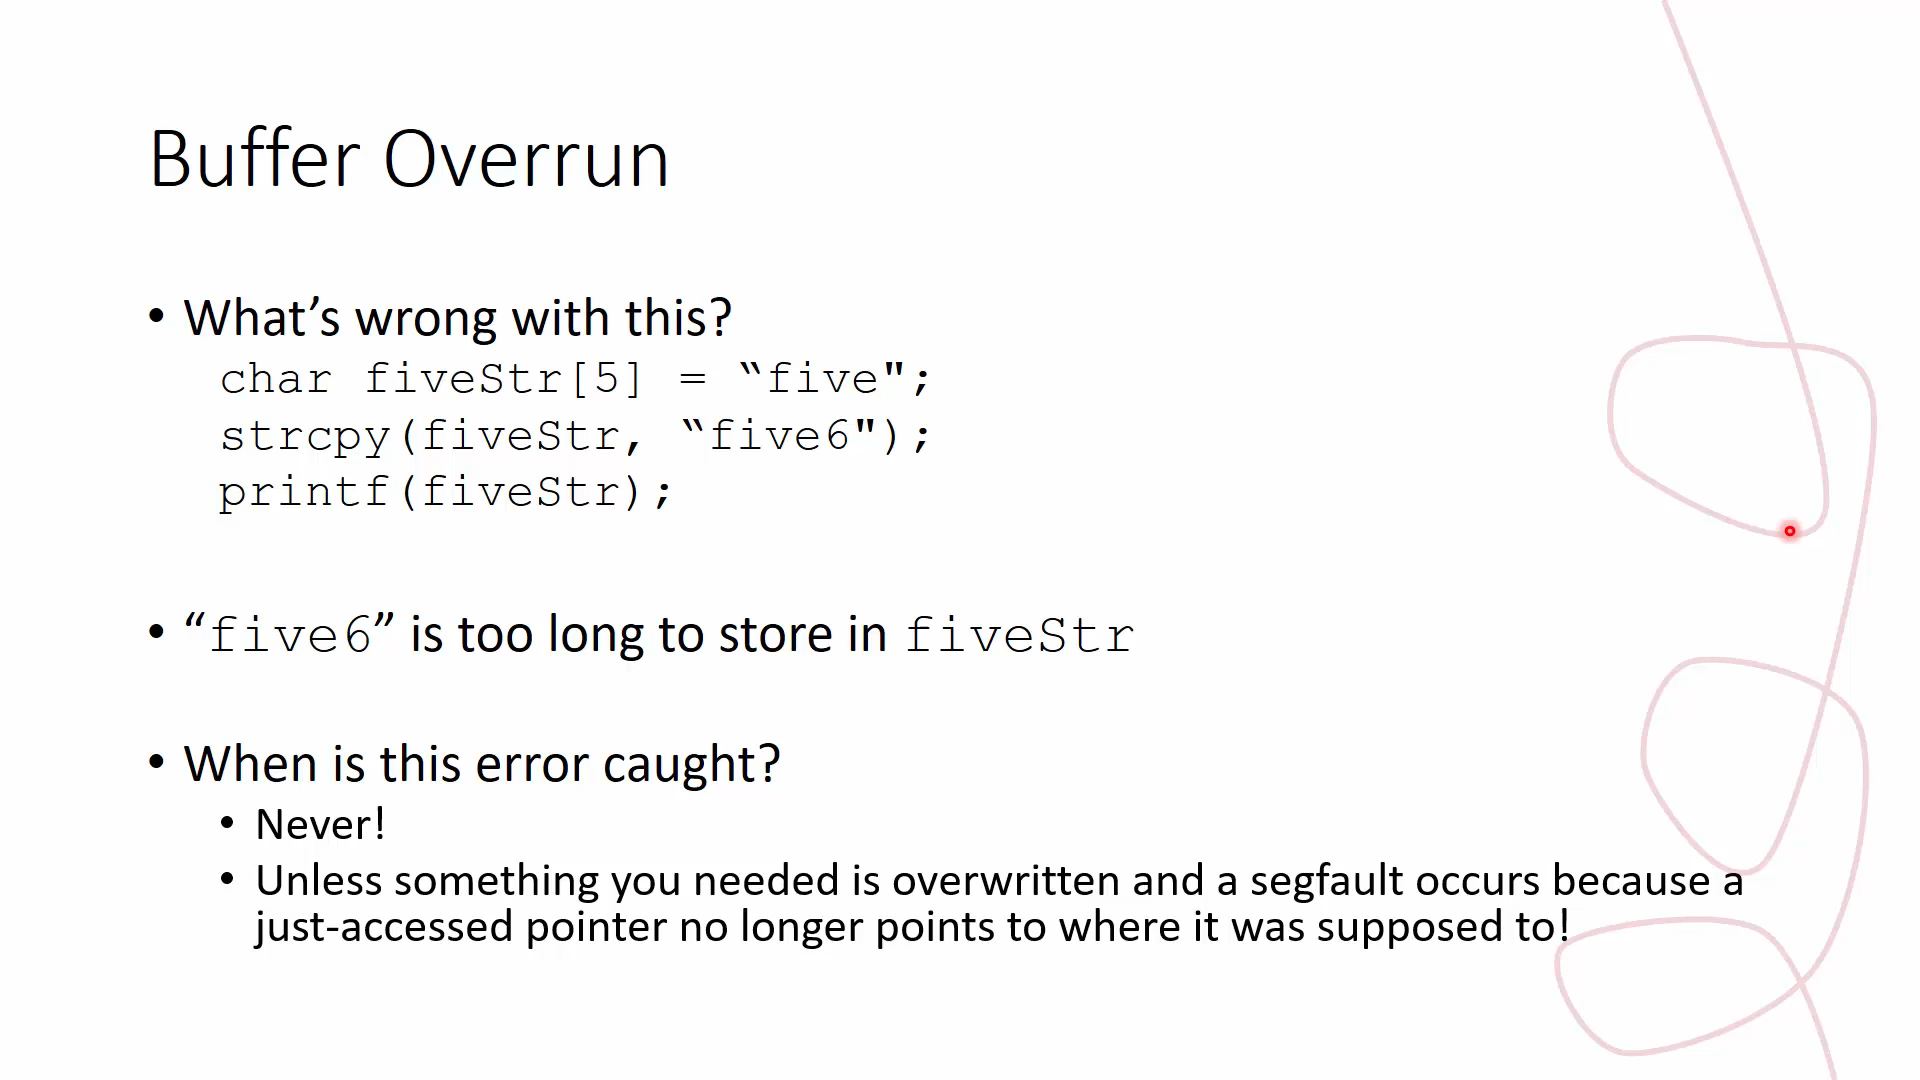 Buffer Overrun
• What’s wrong with this?
char fiveStr[5] = “five";
strcpy(fiveStr, “five6");
printf(fiveStr);
• “five6” is too long to store in fiveStr
• When is this error caught?
• Never!
• Unless something you needed is overwritten and a segfault occurs because a
just-accessed pointer no longer points to where it was supposed to!